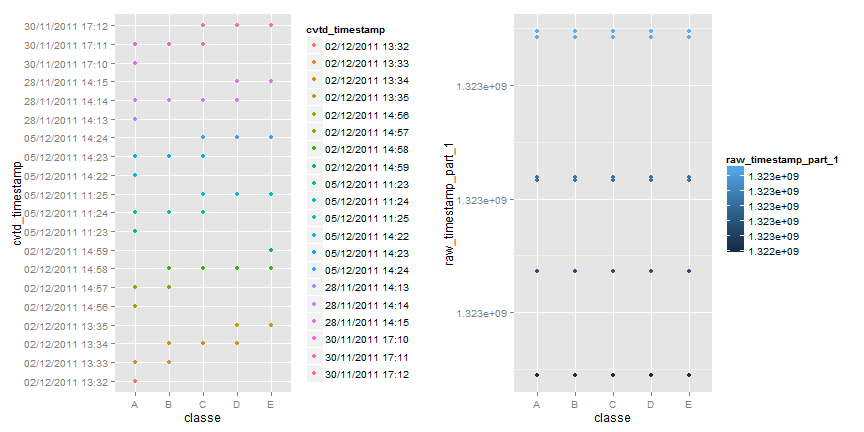 cvtd_timestamp
30/11/2011 17:12
30/11/2011 17:11
30/11/2011 17:10
28/11/2011 14:15
28/11/2011 14:14
28/11/2011 14:13
05/12/2011 14:24
05/12/2011 14:23
05/12/2011 14:22
05/12/2011 11:25
05/12/2011 11:24
05/12/2011 11:23
02/12/2011 14:59
02/12/2011 14:58
02/12/2011 14:57
02/12/2011 14:56
02/12/2011 13:35
02/12/2011 13:34
02/12/2011 13:33
02/12/2011 13:32
A B C D E
classe
cvtd_timestamp
02/12/2011 13:32
02/12/2011 13:33
02/12/2011 13:34
02/12/2011 13:35
02/12/2011 14:56
02/12/2011 14:57
02/12/2011 14:58
02/12/2011 14:59
05/12/2011 11:23
05/12/2011 11:24
05/12/2011 11:25
05/12/2011 14:22
05/12/2011 14:23
05/12/2011 14:24
28/11/2011 14:13
28/11/2011 14:14
28/11/2011 14:15
30/11/2011 17:10
30/11/2011 17:11
30/11/2011 17:12
raw_timestamp_part_1
1.323e+09
1.323e+09
1.323e+09
A B C D E
classe
raw_timestamp_part_1
1.323e+09
1.323e+09
1.323e+09
1.323e+09
1.323e+09
1.322e+09